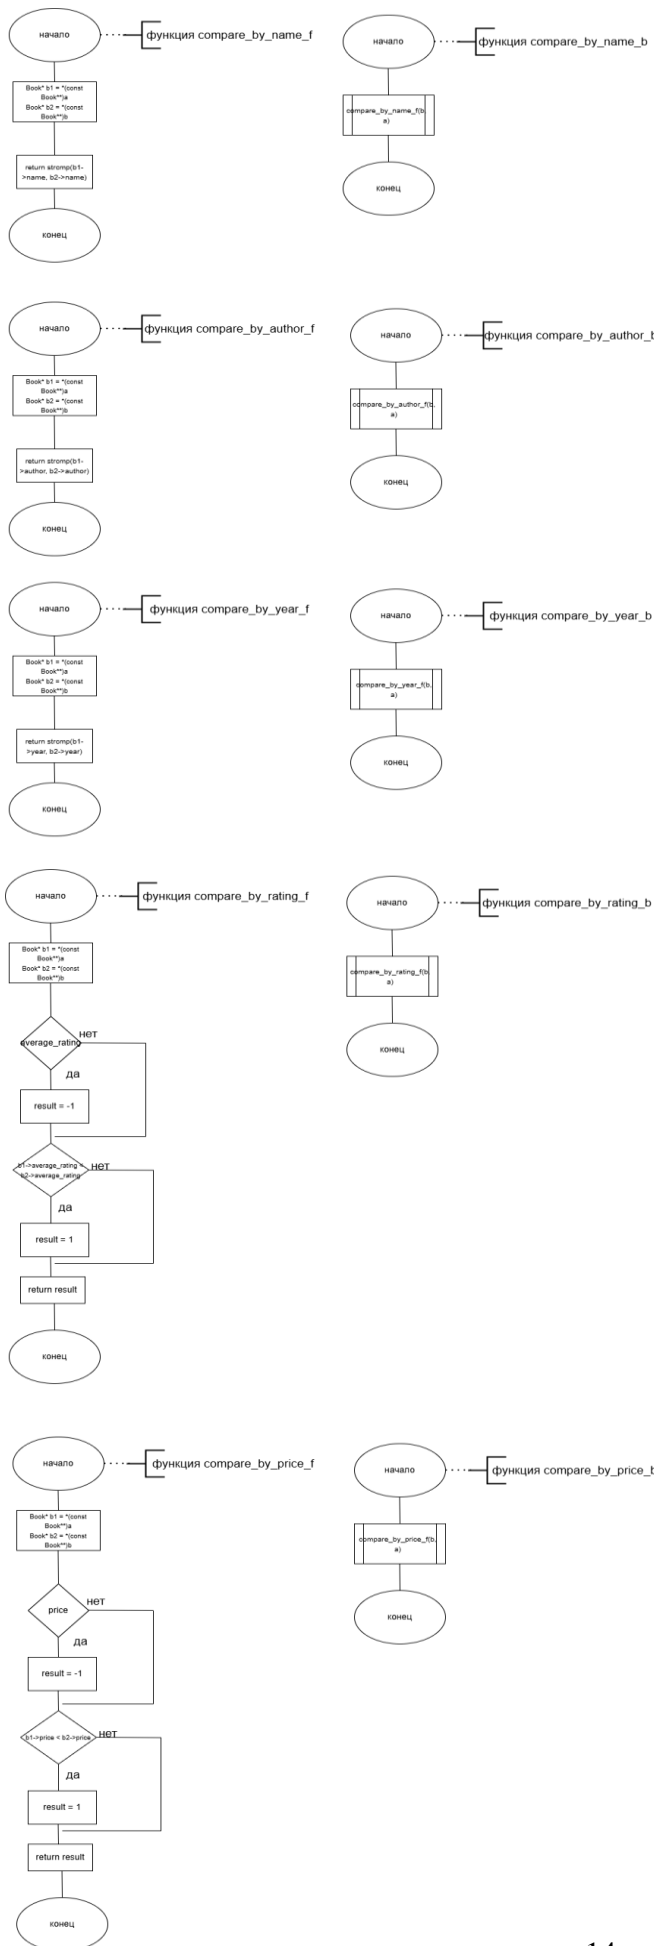 начало
функция compare_by_name_f
Book* b1 = *(const
Book**)a
Book* b2 = *(const
Book**)b
return strcmp(b1-
>name, b2->name)
конец
начало
функция compare_by_name_b
compare_by_name_f(b,
a)
конец
начало
функция compare_by_author_f
Book* b1 = *(const
Book**)a
Book* b2 = *(const
Book**)b
return strcmp(b1-
>author, b2->author)
конец
начало
функция compare_by_author_b
compare_by_author_f(b,
a)
конец
начало
функция compare_by_year_f
Book* b1 = *(const
Book**)a
Book* b2 = *(const
Book**)b
return strcmp(b1-
>year, b2->year)
конец
начало
функция compare_by_year_b
compare_by_year_f(b,
a)
конец
начало
функция compare_by_rating_f
Book* b1 = *(const
Book**)a
Book* b2 = *(const
Book**)b
average_rating
нет
да
result = -1
b1->average_rating <
b2->average_rating
нет
да
result = 1
return result
конец
начало
функция compare_by_rating_b
compare_by_rating_f(b,
a)
конец
начало
функция compare_by_price_f
Book* b1 = *(const
Book**)a
Book* b2 = *(const
Book**)b
price
нет
да
result = -1
b1->price < b2->price
нет
да
result = 1
return result
конец
начало
функция compare_by_price_b
compare_by_price_f(b,
a)
конец